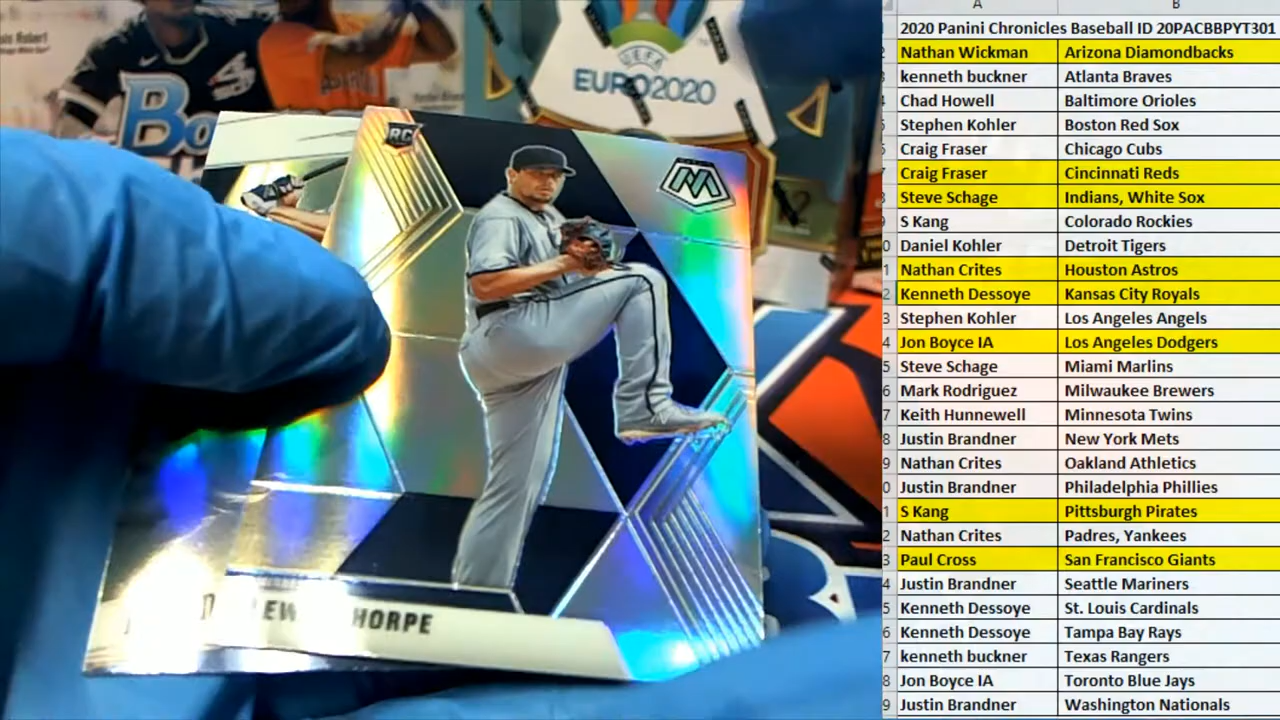 Bo
UEFA
EURO2020
RC
M
HORPE
A B
2020 Panini Chronicles Baseball ID 20PACBBPYT301
Nathan Wickman Arizona Diamondbacks
kenneth buckner Atlanta Braves
Chad Howell Baltimore Orioles
Stephen Kohler Boston Red Sox
Craig Fraser Chicago Cubs
Craig Fraser Cincinnati Reds
Steve Schage Indians, White Sox
S Kang Colorado Rockies
Daniel Kohler Detroit Tigers
Nathan Crites Houston Astros
Kenneth Dessoye Kansas City Royals
Stephen Kohler Los Angeles Angels
Jon Boyce IA Los Angeles Dodgers
Steve Schage Miami Marlins
Mark Rodriguez Milwaukee Brewers
Keith Hunnewell Minnesota Twins
Justin Brandner New York Mets
Nathan Crites Oakland Athletics
Justin Brandner Philadelphia Phillies
S Kang Pittsburgh Pirates
Nathan Crites Padres, Yankees
Paul Cross San Francisco Giants
Justin Brandner Seattle Mariners
Kenneth Dessoye St. Louis Cardinals
Kenneth Dessoye Tampa Bay Rays
kenneth buckner Texas Rangers
Jon Boyce IA Toronto Blue Jays
Justin Brandner Washington Nationals